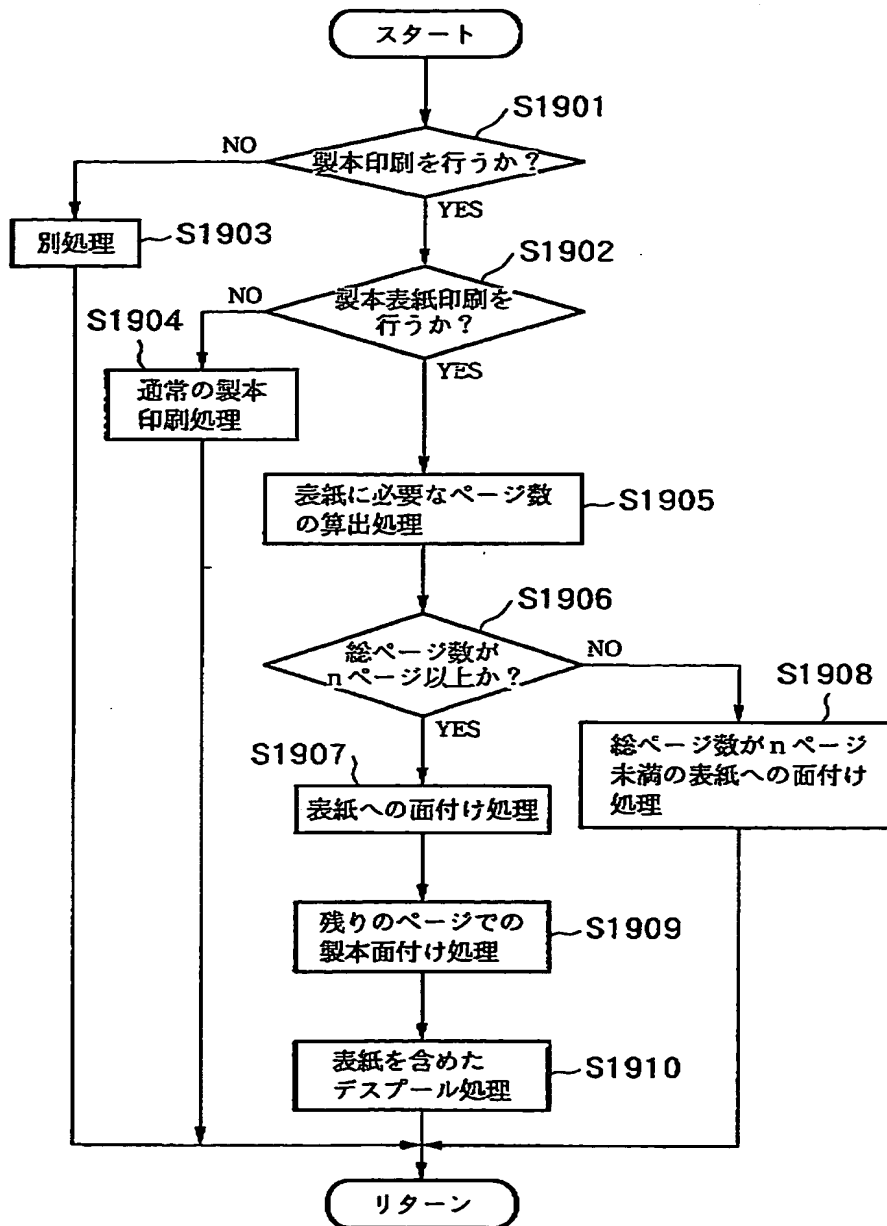 スタート
S1901
NO
製本印刷を行うか？
YES
別処理
S1903
S1902
NO
製本表紙印刷を
行うか？
S1904
YES
通常の製本
印刷処理
表紙に必要なページ数
の算出処理
S1905
S1906
総ページ数が
nページ以上か？
NO
S1908
YES
S1907
総ページ数がnページ
未満の表紙への面付け
処理
表紙への面付け処理
残りのページでの
製本面付け処理
S1909
表紙を含めた
デスプール処理
S1910
リターン